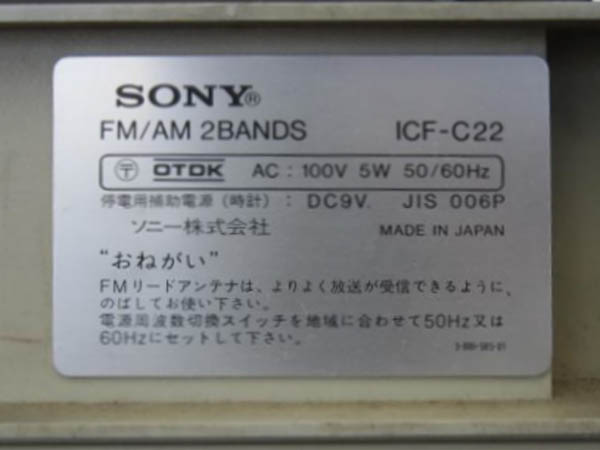 SONY®
FM/AM 2BANDS ICF-C22
〒 OTDK AC : 100V 5W 50/60Hz
停電用補助電源 (時計) : DC9V. JIS 006P
ソニー株式会社 MADE IN JAPAN
“おねがい”
FMリードアンテナは、よりよく放送が受信できるように、
のばしてお使い下さい。
電源周波数切換スイッチを地域に合わせて50Hz又は
60Hzにセットして下さい。